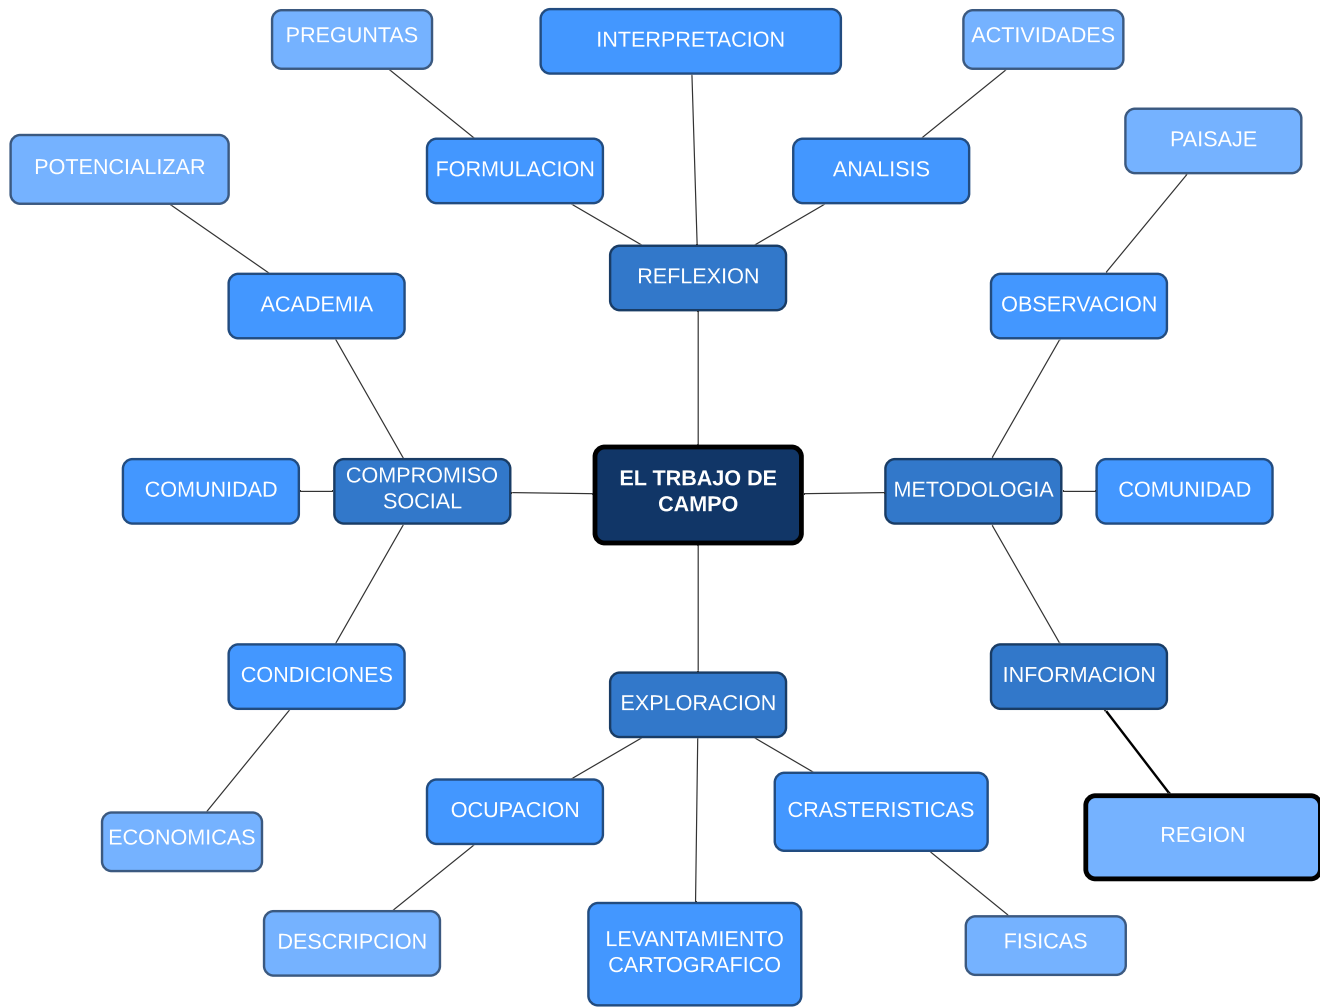 PREGUNTAS
INTERPRETACION
ACTIVIDADES
PAISAJE
POTENCIALIZAR
FORMULACION
ANALISIS
REFLEXION
ACADEMIA
OBSERVACION
COMUNIDAD
COMPROMISO
SOCIAL
EL TRBAJO DE
CAMPO
METODOLOGIA
COMUNIDAD
CONDICIONES
EXPLORACION
INFORMACION
OCUPACION
CRASTERISTICAS
ECONOMICAS
REGION
DESCRIPCION
LEVANTAMIENTO
CARTOGRAFICO
FISICAS